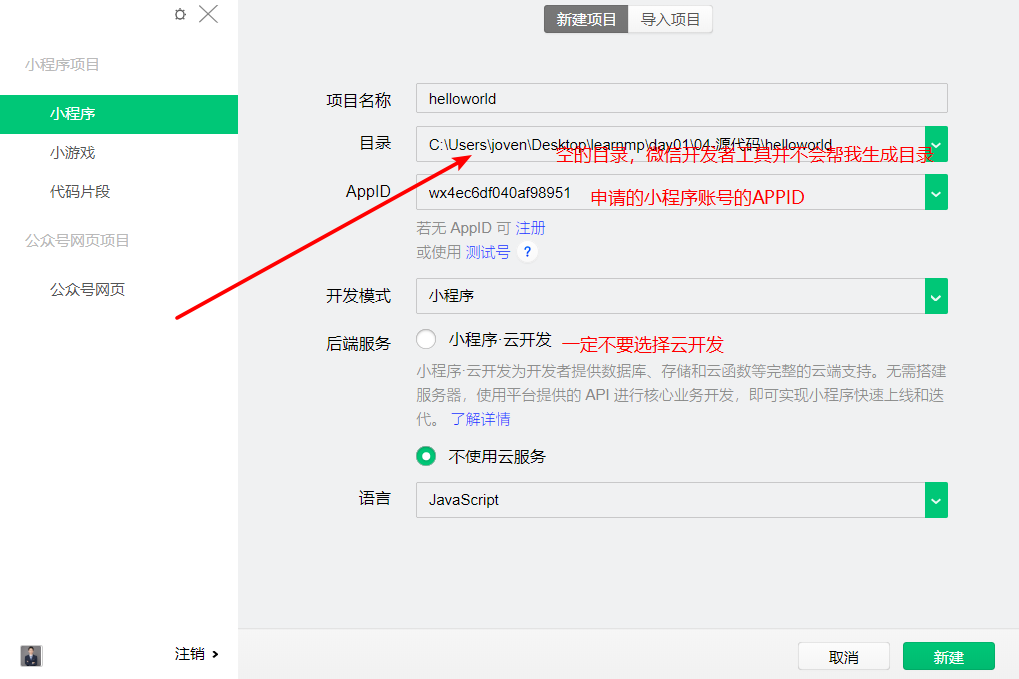 新建项目 导入项目
小程序项目
小程序
小游戏
代码片段
公众号网页项目
公众号网页
注销
项目名称 helloworld
目录 C:\Users\joven\Desktop\learnmp\day01\04-源代码\helloworld
空的目录，微信开发者工具并不会帮我生成目录
AppID wx4ec6df040af98951 申请的小程序账号的APPID
若无 AppID 可 注册
或使用 测试号 ?
开发模式 小程序
后端服务 小程序·云开发 一定不要选择云开发
小程序·云开发为开发者提供数据库、存储和云函数等完整的云端支持。无需搭建
服务器，使用平台提供的 API 进行核心业务开发，即可实现小程序快速上线和迭
代。 了解详情
不使用云服务
语言 JavaScript
取消 新建